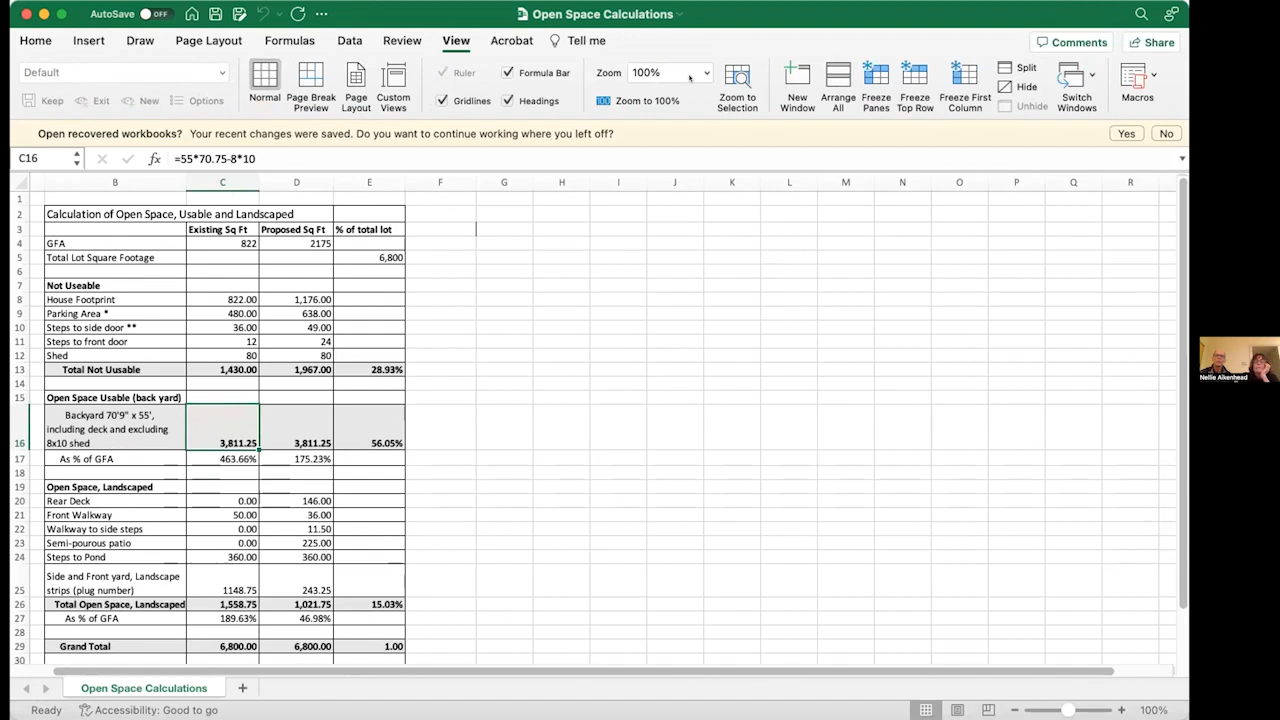 AutoSave OFF Open Space Calculations
Home Insert Draw Page Layout Formulas Data Review View Acrobat Tell me Comments Share
Default Ruler Formula Bar Zoom 100% Split
Keep Exit New Options Normal Page Break Preview Page Layout Custom Views Gridlines Headings 100 Zoom to 100% Zoom to Selection New Window Arrange All Freeze Panes Freeze Top Row Freeze First Column Hide Unhide Switch Windows Macros
Open recovered workbooks? Your recent changes were saved. Do you want to continue working where you left off? Yes No
C16 fx =55*70.75-8*10
B C D E F G H I J K L M N O P Q R
1
2 Calculation of Open Space, Usable and Landscaped
3 Existing Sq Ft Proposed Sq Ft % of total lot
4 GFA 822 2175
5 Total Lot Square Footage 6,800
6
7 Not Useable
8 House Footprint 822.00 1,176.00
9 Parking Area * 480.00 638.00
10 Steps to side door ** 36.00 49.00
11 Steps to front door 12 24
12 Shed 80 80
13 Total Not Uusable 1,430.00 1,967.00 28.93%
14
15 Open Space Usable (back yard)
Backyard 70'9" x 55',
including deck and excluding
16 8x10 shed 3,811.25 3,811.25 56.05%
17 As % of GFA 463.66% 175.23%
18
19 Open Space, Landscaped
20 Rear Deck 0.00 146.00
21 Front Walkway 50.00 36.00
22 Walkway to side steps 0.00 11.50
23 Semi-pourous patio 0.00 225.00
24 Steps to Pond 360.00 360.00
Side and Front yard, Landscape
25 strips (plug number) 1148.75 243.25
26 Total Open Space, Landscaped 1,558.75 1,021.75 15.03%
27 As % of GFA 189.63% 46.98%
28
29 Grand Total 6,800.00 6,800.00 1.00
30
Open Space Calculations
Ready Accessibility: Good to go 100%
Nellie Aikenhead